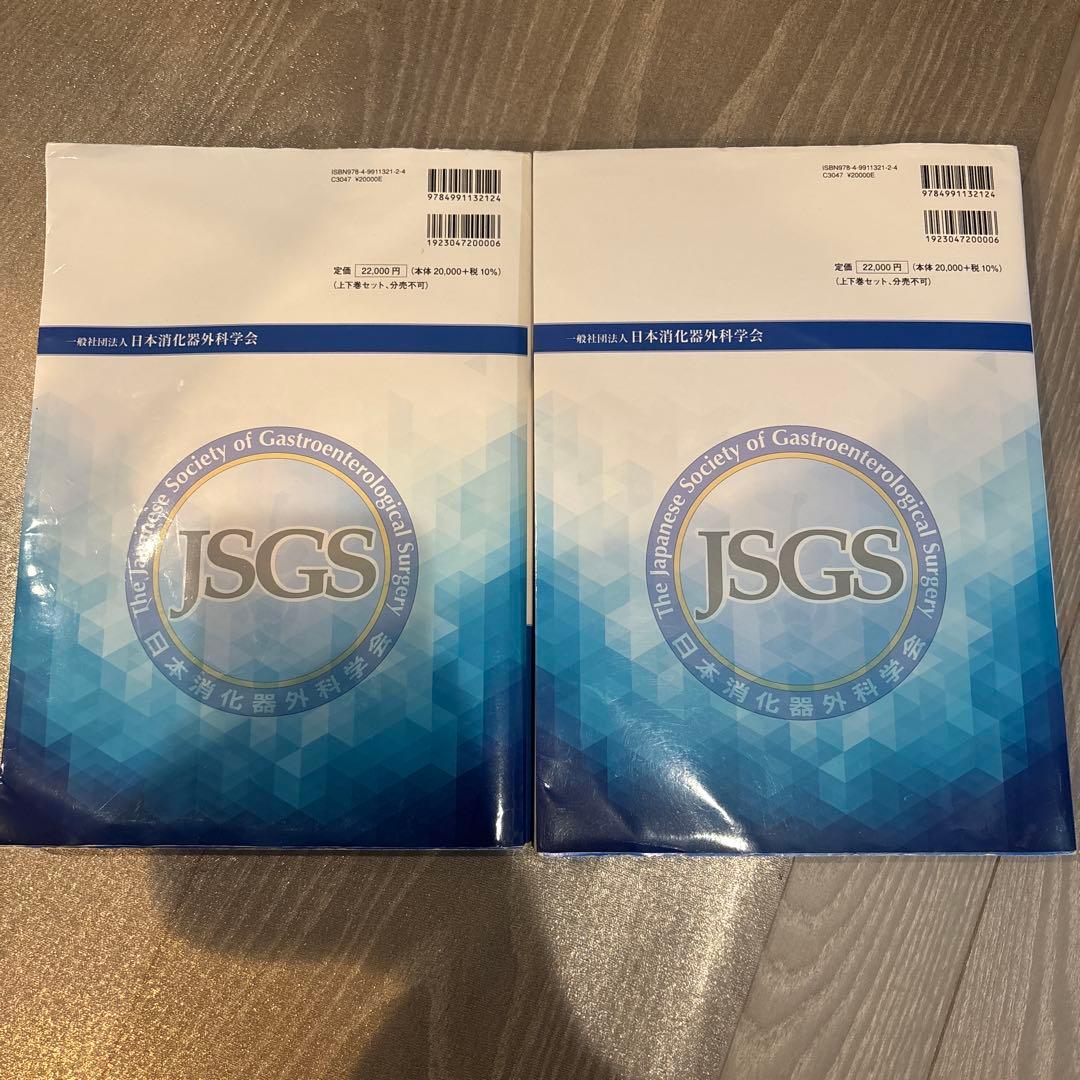 ISBN978-4-9911321-2-4
C3047 ¥20000E
9784991132124
1923047200006
定価 22,000円 (本体 20,000+税 10%)
(上下巻セット、分売不可)
一般社団法人 日本消化器外科学会
The Japanese Society of Gastroenterological Surgery
JSGS
日本消化器外科学会
ISBN978-4-9911321-2-4
C3047 ¥20000E
9784991132124
1923047200006
定価 22,000円 (本体 20,000+税 10%)
(上下巻セット、分売不可)
一般社団法人 日本消化器外科学会
The Japanese Society of Gastroenterological Surgery
JSGS
日本消化器外科学会